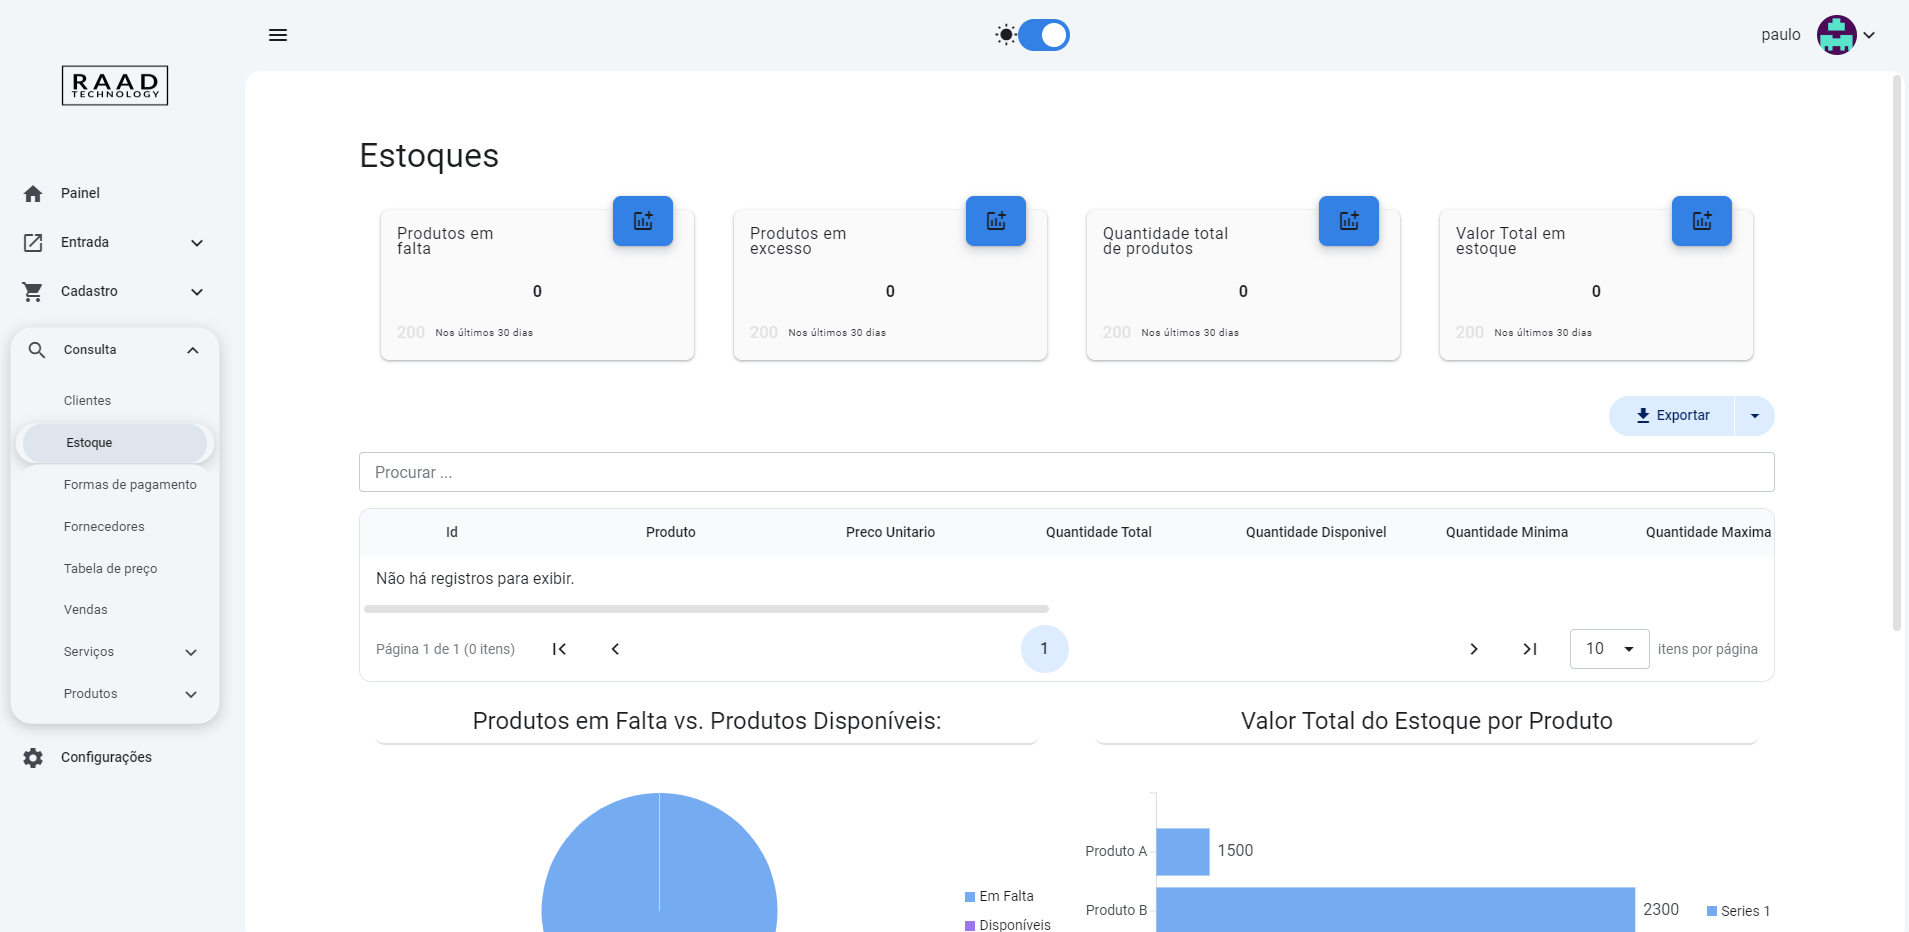 RAAD
TECHNOLOGY
paulo
Painel
Entrada
Cadastro
Consulta
Clientes
Estoque
Formas de pagamento
Fornecedores
Tabela de preço
Vendas
Serviços
Produtos
Configurações
Estoques
Produtos em
falta
0
200 Nos últimos 30 dias
Produtos em
excesso
0
200 Nos últimos 30 dias
Quantidade total
de produtos
0
200 Nos últimos 30 dias
Valor Total em
estoque
0
200 Nos últimos 30 dias
Exportar
Procurar ...
Id Produto Preco Unitario Quantidade Total Quantidade Disponivel Quantidade Minima Quantidade Maxima
Não há registros para exibir.
Página 1 de 1 (0 itens) 1 10 itens por página
Produtos em Falta vs. Produtos Disponíveis:
Em Falta
Disponíveis
Valor Total do Estoque por Produto
Produto A 1500
Produto B 2300
Series 1